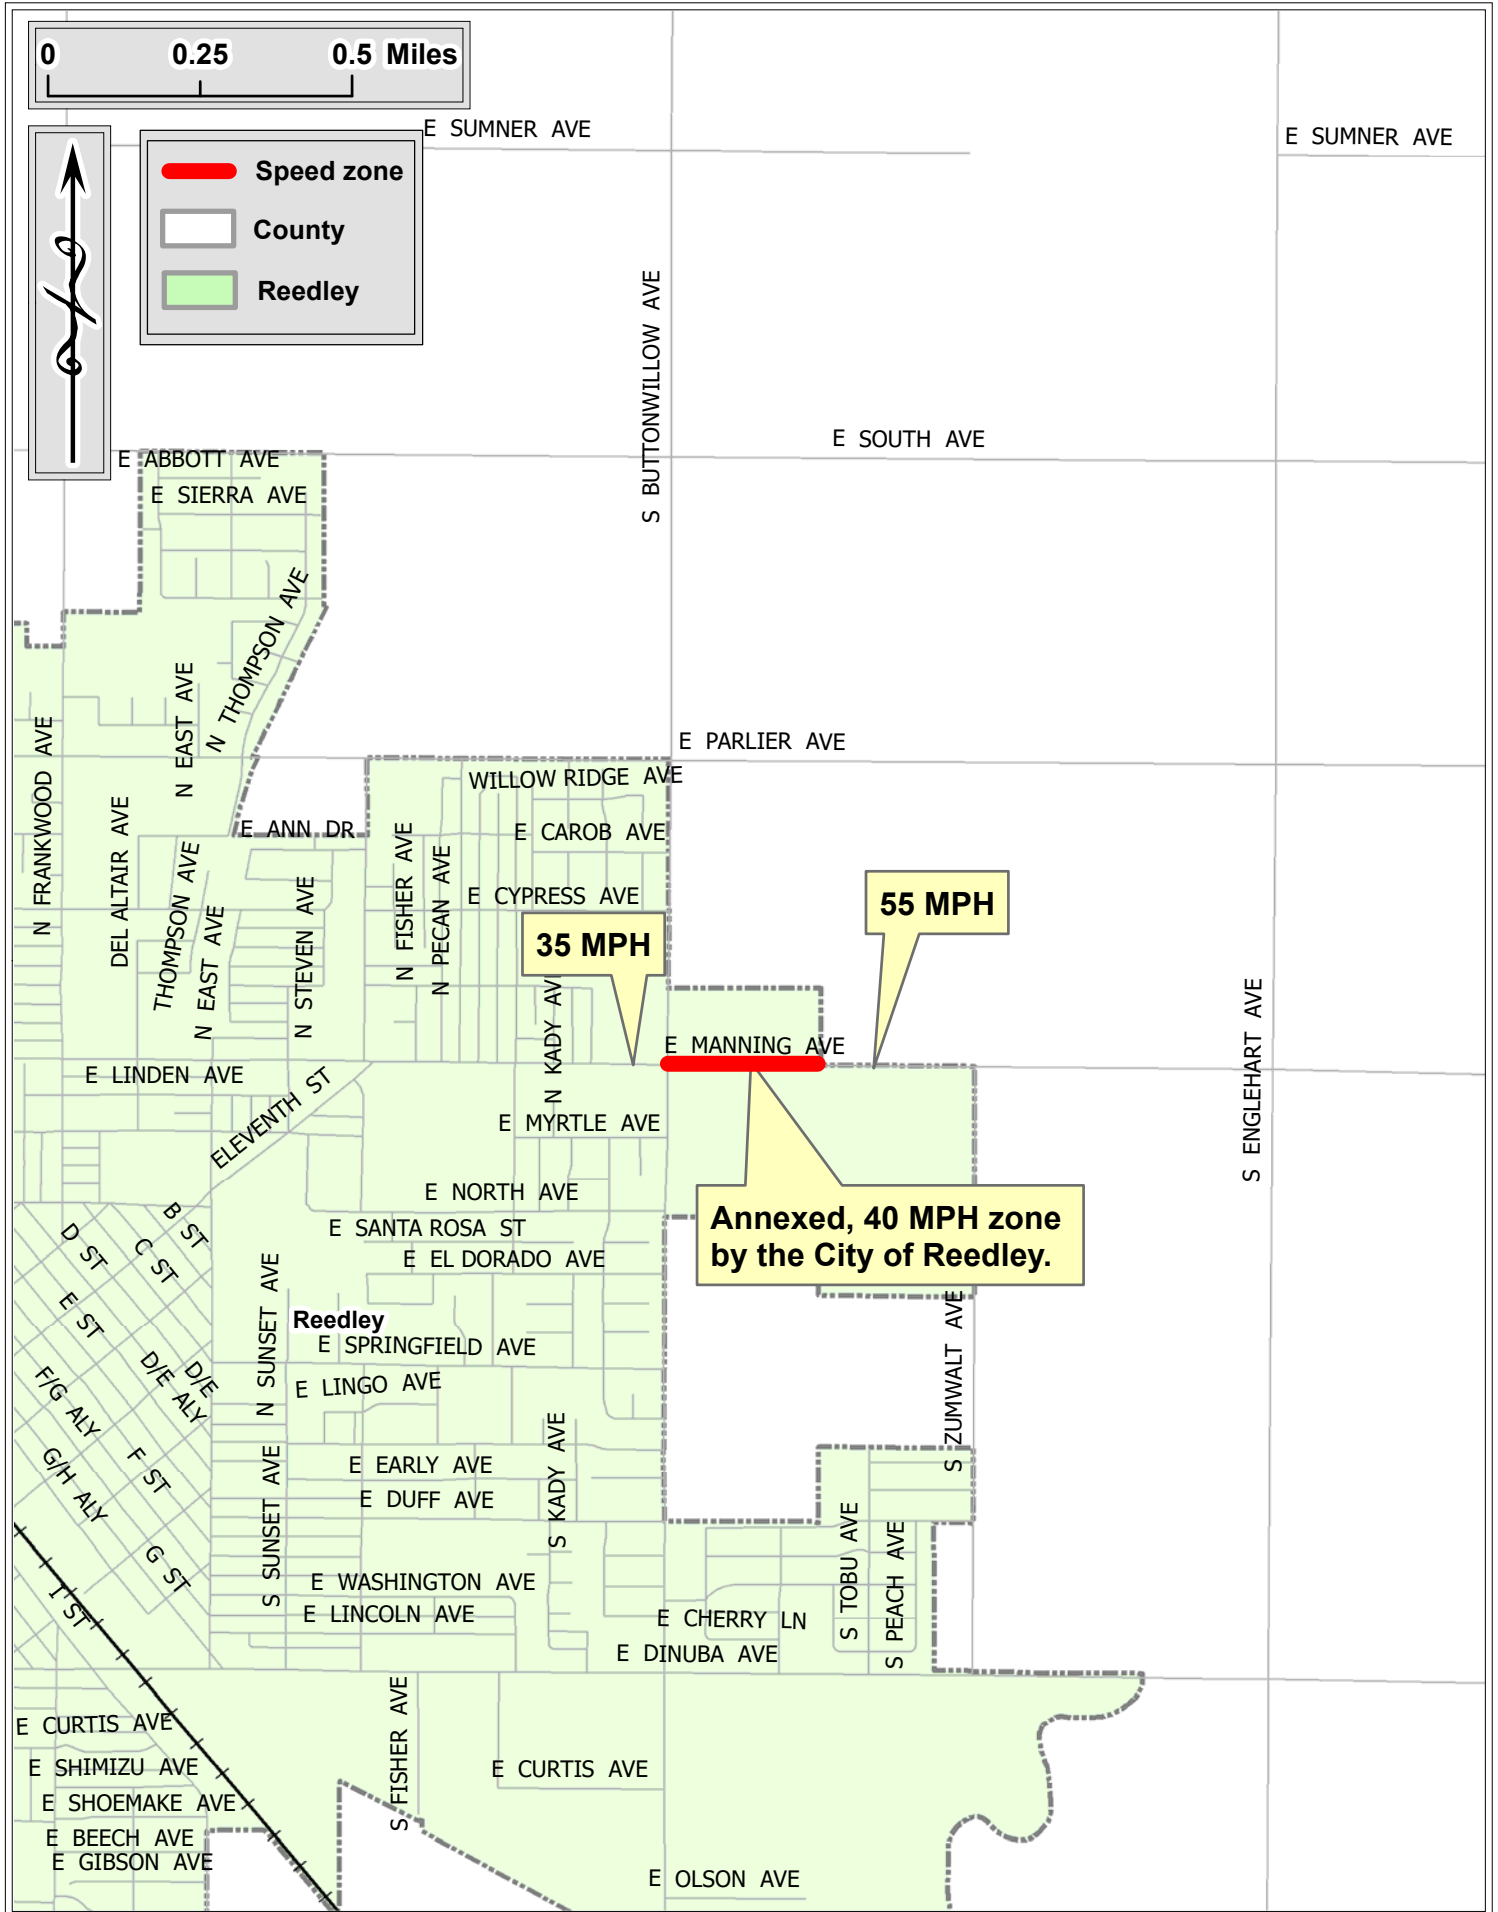 0 0.25 0.5 Miles
E SUMNER AVE
E SUMNER AVE
Speed zone
County
Reedley
S BUTTONWILLOW AVE
E SOUTH AVE
E ABBOTT AVE
E SIERRA AVE
N THOMPSON AVE
N EAST AVE
N FRANKWOOD AVE
E PARLIER AVE
WILLOW RIDGE AVE
E ANN DR
E CAROB AVE
DEL ALTAIR AVE
THOMPSON AVE
N EAST AVE
N STEVEN AVE
N FISHER AVE
N PECAN AVE
E CYPRESS AVE
55 MPH
35 MPH
N KADY AVE
E MANNING AVE
S ENGLEHART AVE
E LINDEN AVE
ELEVENTH ST
E MYRTLE AVE
E NORTH AVE
Annexed, 40 MPH zone
by the City of Reedley.
B ST
C ST
D ST
E SANTA ROSA ST
E EL DORADO AVE
E ST
N SUNSET AVE
Reedley
E SPRINGFIELD AVE
S ZUMWALT AVE
D/E
D/E ALY
F/G ALY
E LINGO AVE
F ST
G/H ALY
E EARLY AVE
E DUFF AVE
S KADY AVE
S SUNSET AVE
G ST
I ST
E WASHINGTON AVE
E LINCOLN AVE
S TOBU AVE
S PEACH AVE
E CHERRY LN
E DINUBA AVE
S FISHER AVE
E CURTIS AVE
E CURTIS AVE
E SHIMIZU AVE
E SHOEMAKE AVE
E BEECH AVE
E GIBSON AVE
E OLSON AVE